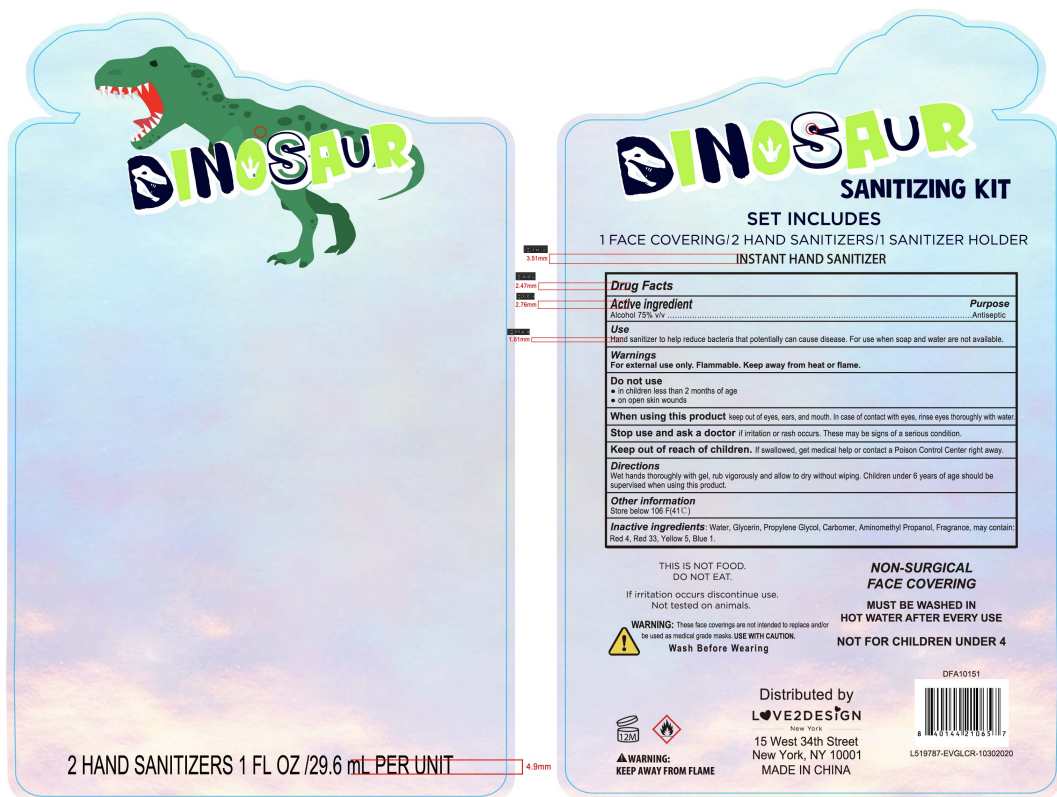 DINOSAUR
2 HAND SANITIZERS 1 FL OZ /29.6 mL PER UNIT
4.9mm
DINOSAUR
SANITIZING KIT
SET INCLUDES
1 FACE COVERING/2 HAND SANITIZERS/1 SANITIZER HOLDER
INSTANT HAND SANITIZER
3.51mm
2.47mm
2.76mm
1.61mm
Drug Facts
Active ingredient Purpose
Alcohol 75% v/v ........................................Antiseptic
Use
Hand sanitizer to help reduce bacteria that potentially can cause disease. For use when soap and water are not available.
Warnings
For external use only. Flammable. Keep away from heat or flame.
Do not use
● in children less than 2 months of age
● on open skin wounds
When using this product keep out of eyes, ears, and mouth. In case of contact with eyes, rinse eyes thoroughly with water.
Stop use and ask a doctor if irritation or rash occurs. These may be signs of a serious condition.
Keep out of reach of children. If swallowed, get medical help or contact a Poison Control Center right away.
Directions
Wet hands thoroughly with gel, rub vigorously and allow to dry without wiping. Children under 6 years of age should be
supervised when using this product.
Other information
Store below 106 F(41℃)
Inactive ingredients: Water, Glycerin, Propylene Glycol, Carbomer, Aminomethyl Propanol, Fragrance, may contain:
Red 4, Red 33, Yellow 5, Blue 1.
THIS IS NOT FOOD.
DO NOT EAT.
If irritation occurs discontinue use.
Not tested on animals.
WARNING: These face coverings are not intended to replace and/or
be used as medical grade masks. USE WITH CAUTION.
Wash Before Wearing
NON-SURGICAL
FACE COVERING
MUST BE WASHED IN
HOT WATER AFTER EVERY USE
NOT FOR CHILDREN UNDER 4
12M
WARNING:
KEEP AWAY FROM FLAME
Distributed by
LOVE2DESIGN
New York
15 West 34th Street
New York, NY 10001
MADE IN CHINA
DFA10151
8 40144 21065 7
L519787-EVGLCR-10302020